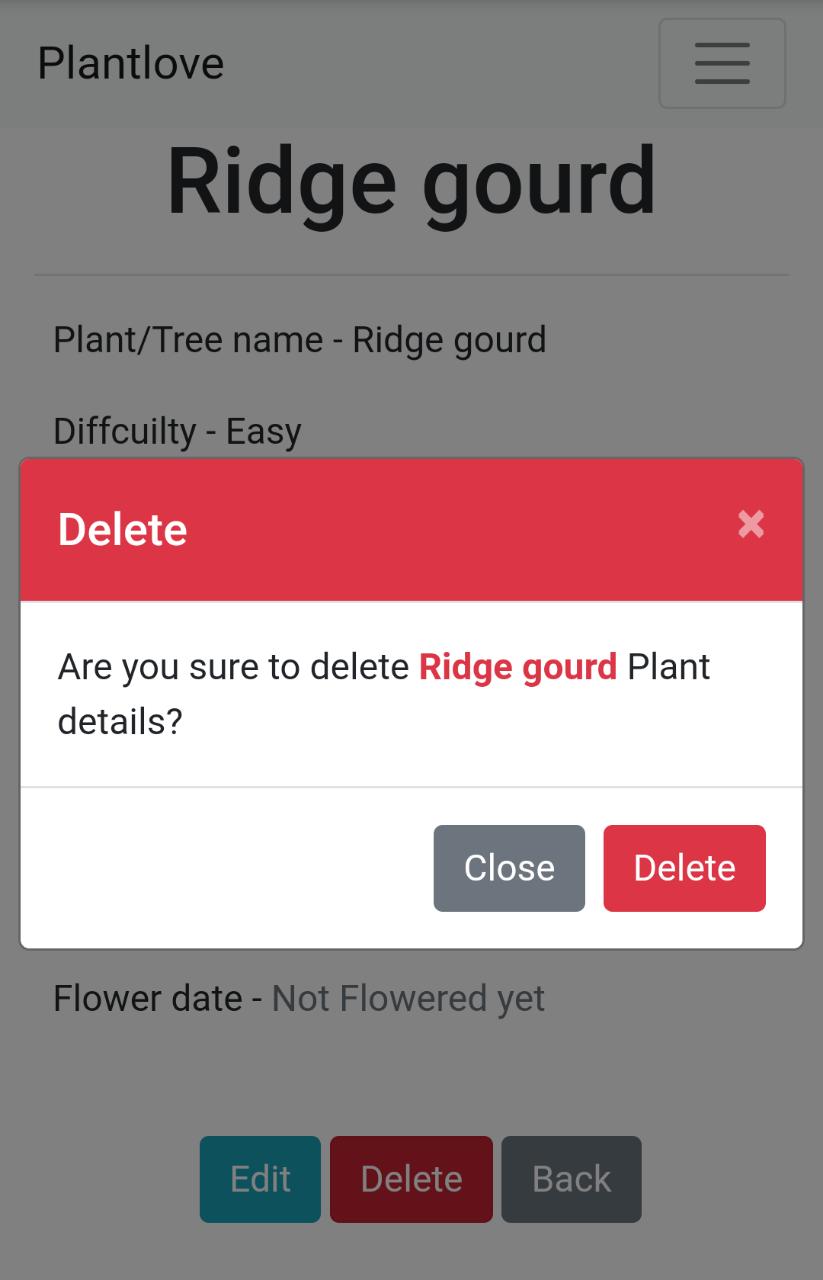 Plantlove
Ridge gourd
Plant/Tree name - Ridge gourd
Diffcuilty - Easy
Delete ×
Are you sure to delete Ridge gourd Plant
details?
Close Delete
Flower date - Not Flowered yet
Edit Delete Back